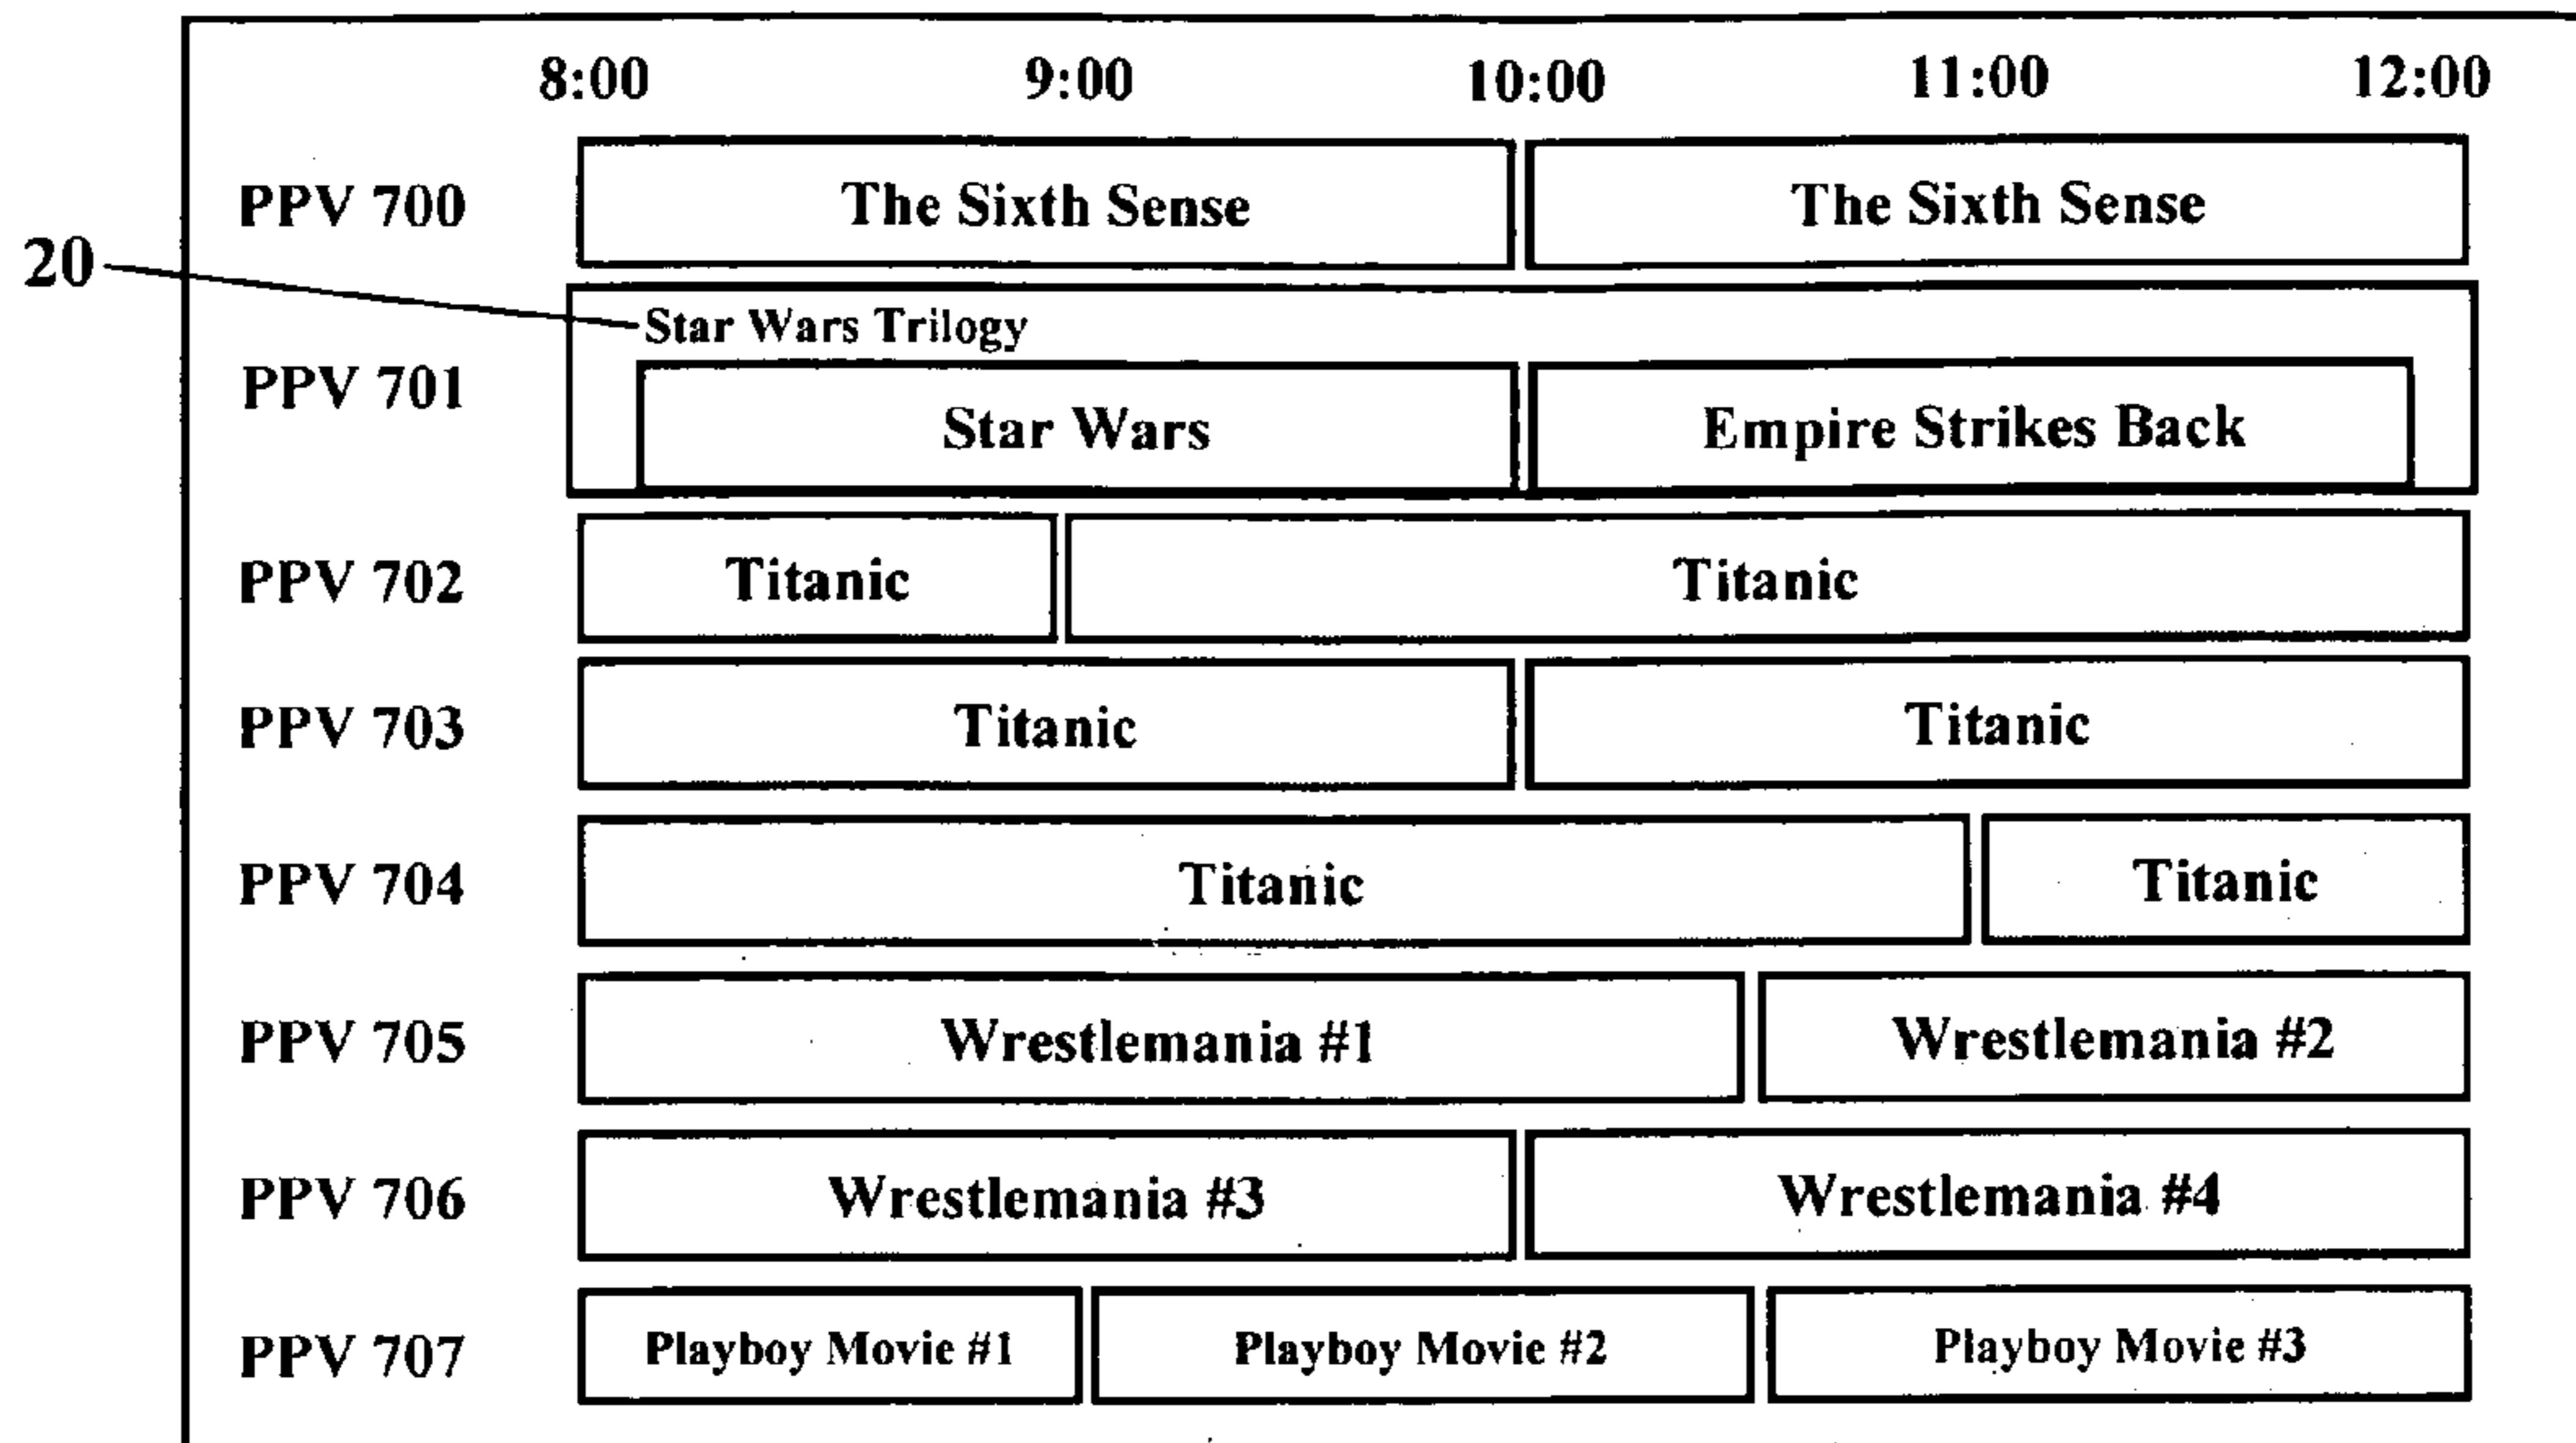 8:00 9:00 10:00 11:00 12:00
PPV 700 The Sixth Sense The Sixth Sense
20
Star Wars Trilogy
PPV 701 Star Wars Empire Strikes Back
PPV 702 Titanic Titanic
PPV 703 Titanic Titanic
PPV 704 Titanic Titanic
PPV 705 Wrestlemania #1 Wrestlemania #2
PPV 706 Wrestlemania #3 Wrestlemania #4
PPV 707 Playboy Movie #1 Playboy Movie #2 Playboy Movie #3